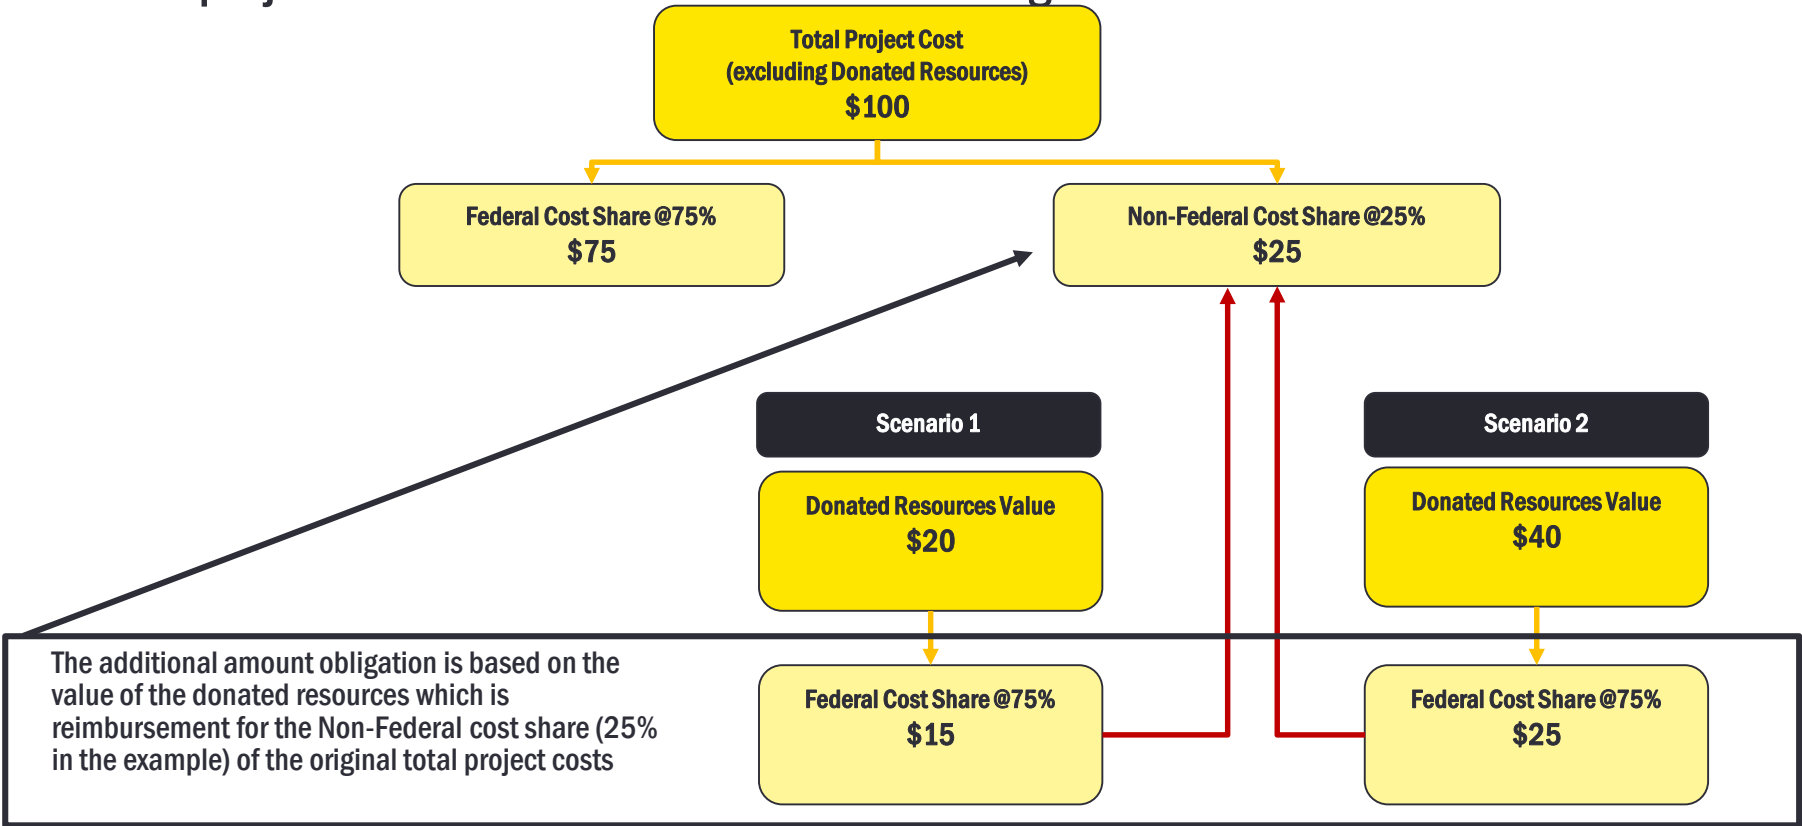 Total Project Cost
(excluding Donated Resources)
$100
Federal Cost Share @75%
$75
Non-Federal Cost Share @25%
$25
Scenario 1
Scenario 2
Donated Resources Value
$20
Donated Resources Value
$40
The additional amount obligation is based on the
value of the donated resources which is
reimbursement for the Non-Federal cost share (25%
in the example) of the original total project costs
Federal Cost Share @75%
$15
Federal Cost Share @75%
$25